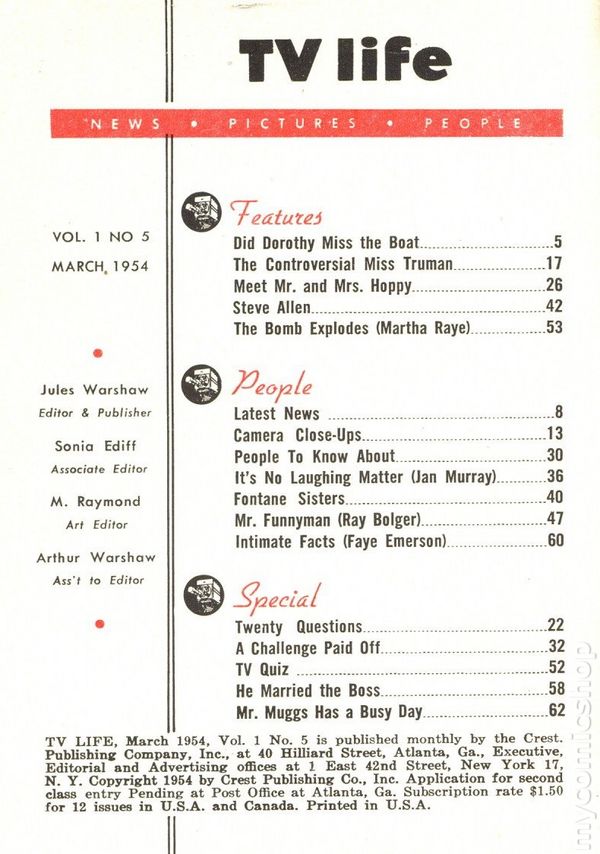 TV life
NEWS • PICTURES • PEOPLE
VOL. 1 NO 5
MARCH, 1954
Jules Warshaw
Editor & Publisher
Sonia Ediff
Associate Editor
M. Raymond
Art Editor
Arthur Warshaw
Ass't to Editor
Features
Did Dorothy Miss the Boat 5
The Controversial Miss Truman 17
Meet Mr. and Mrs. Hoppy 26
Steve Allen 42
The Bomb Explodes (Martha Raye) 53
People
Latest News 8
Camera Close-Ups 13
People To Know About 30
It's No Laughing Matter (Jan Murray) 36
Fontane Sisters 40
Mr. Funnyman (Ray Bolger) 47
Intimate Facts (Faye Emerson) 60
Special
Twenty Questions 22
A Challenge Paid Off 32
TV Quiz 52
He Married the Boss 58
Mr. Muggs Has a Busy Day 62
TV LIFE, March 1954, Vol. 1 No. 5 is published monthly by the Crest.
Publishing Company, Inc., at 40 Hilliard Street, Atlanta, Ga., Executive,
Editorial and Advertising offices at 1 East 42nd Street, New York 17,
N. Y. Copyright 1954 by Crest Publishing Co., Inc. Application for second
class entry Pending at Post Office at Atlanta, Ga. Subscription rate $1.50
for 12 issues in U.S.A. and Canada. Printed in U.S.A.
mycomicshop